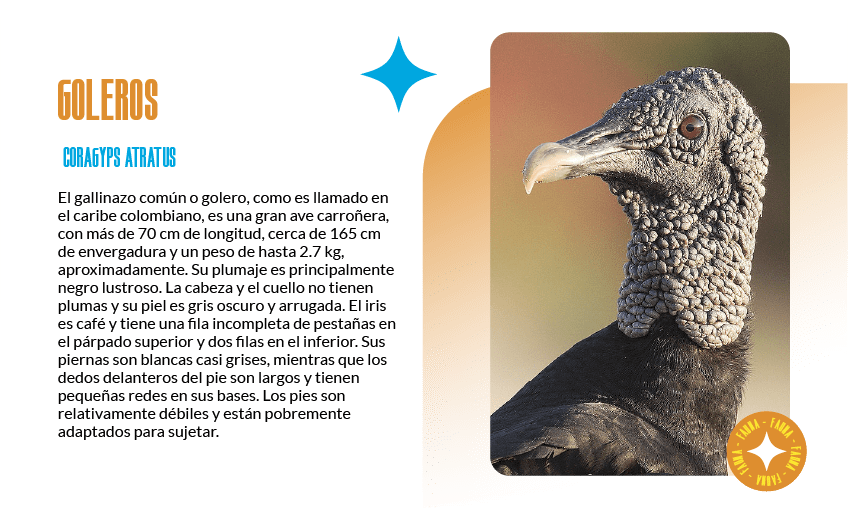 GOLEROS
CORAGYPS ATRATUS
El gallinazo común o golero, como es llamado en
el caribe colombiano, es una gran ave carroñera,
con más de 70 cm de longitud, cerca de 165 cm
de envergadura y un peso de hasta 2.7 kg,
aproximadamente. Su plumaje es principalmente
negro lustroso. La cabeza y el cuello no tienen
plumas y su piel es gris oscuro y arrugada. El iris
es café y tiene una fila incompleta de pestañas en
el párpado superior y dos filas en el inferior. Sus
piernas son blancas casi grises, mientras que los
dedos delanteros del pie son largos y tienen
pequeñas redes en sus bases. Los pies son
relativamente débiles y están pobremente
adaptados para sujetar.
FAUNA - FAUNA - FAUNA - FAUNA - FAUNA -